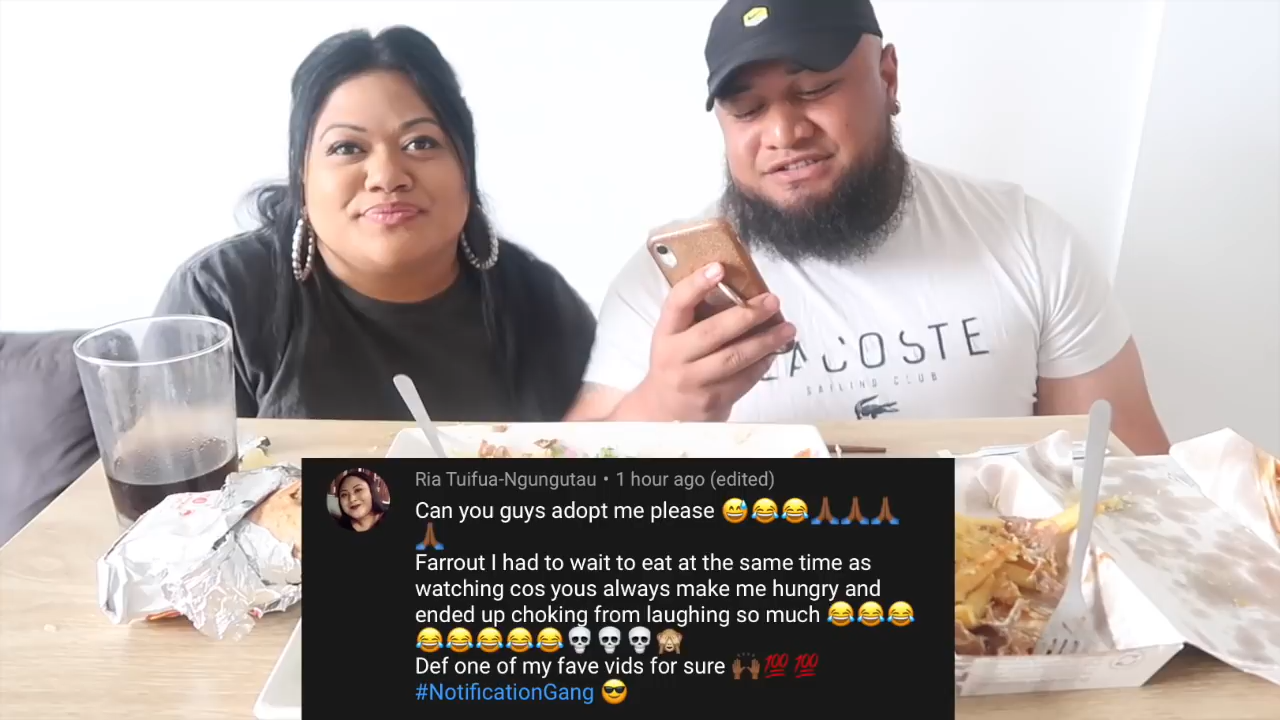 LACOSTE
SAILING CLUB
Ria Tuifua-Ngungutau • 1 hour ago (edited)
Can you guys adopt me please 😅😂😂🙏🏾🙏🏾🙏🏾
🙏🏾
Farrout I had to wait to eat at the same time as
watching cos yous always make me hungry and
ended up choking from laughing so much 😂😂😂
😂😂😂😂😂💀💀💀🙈
Def one of my fave vids for sure 🙌🏾💯💯
#NotificationGang 😎